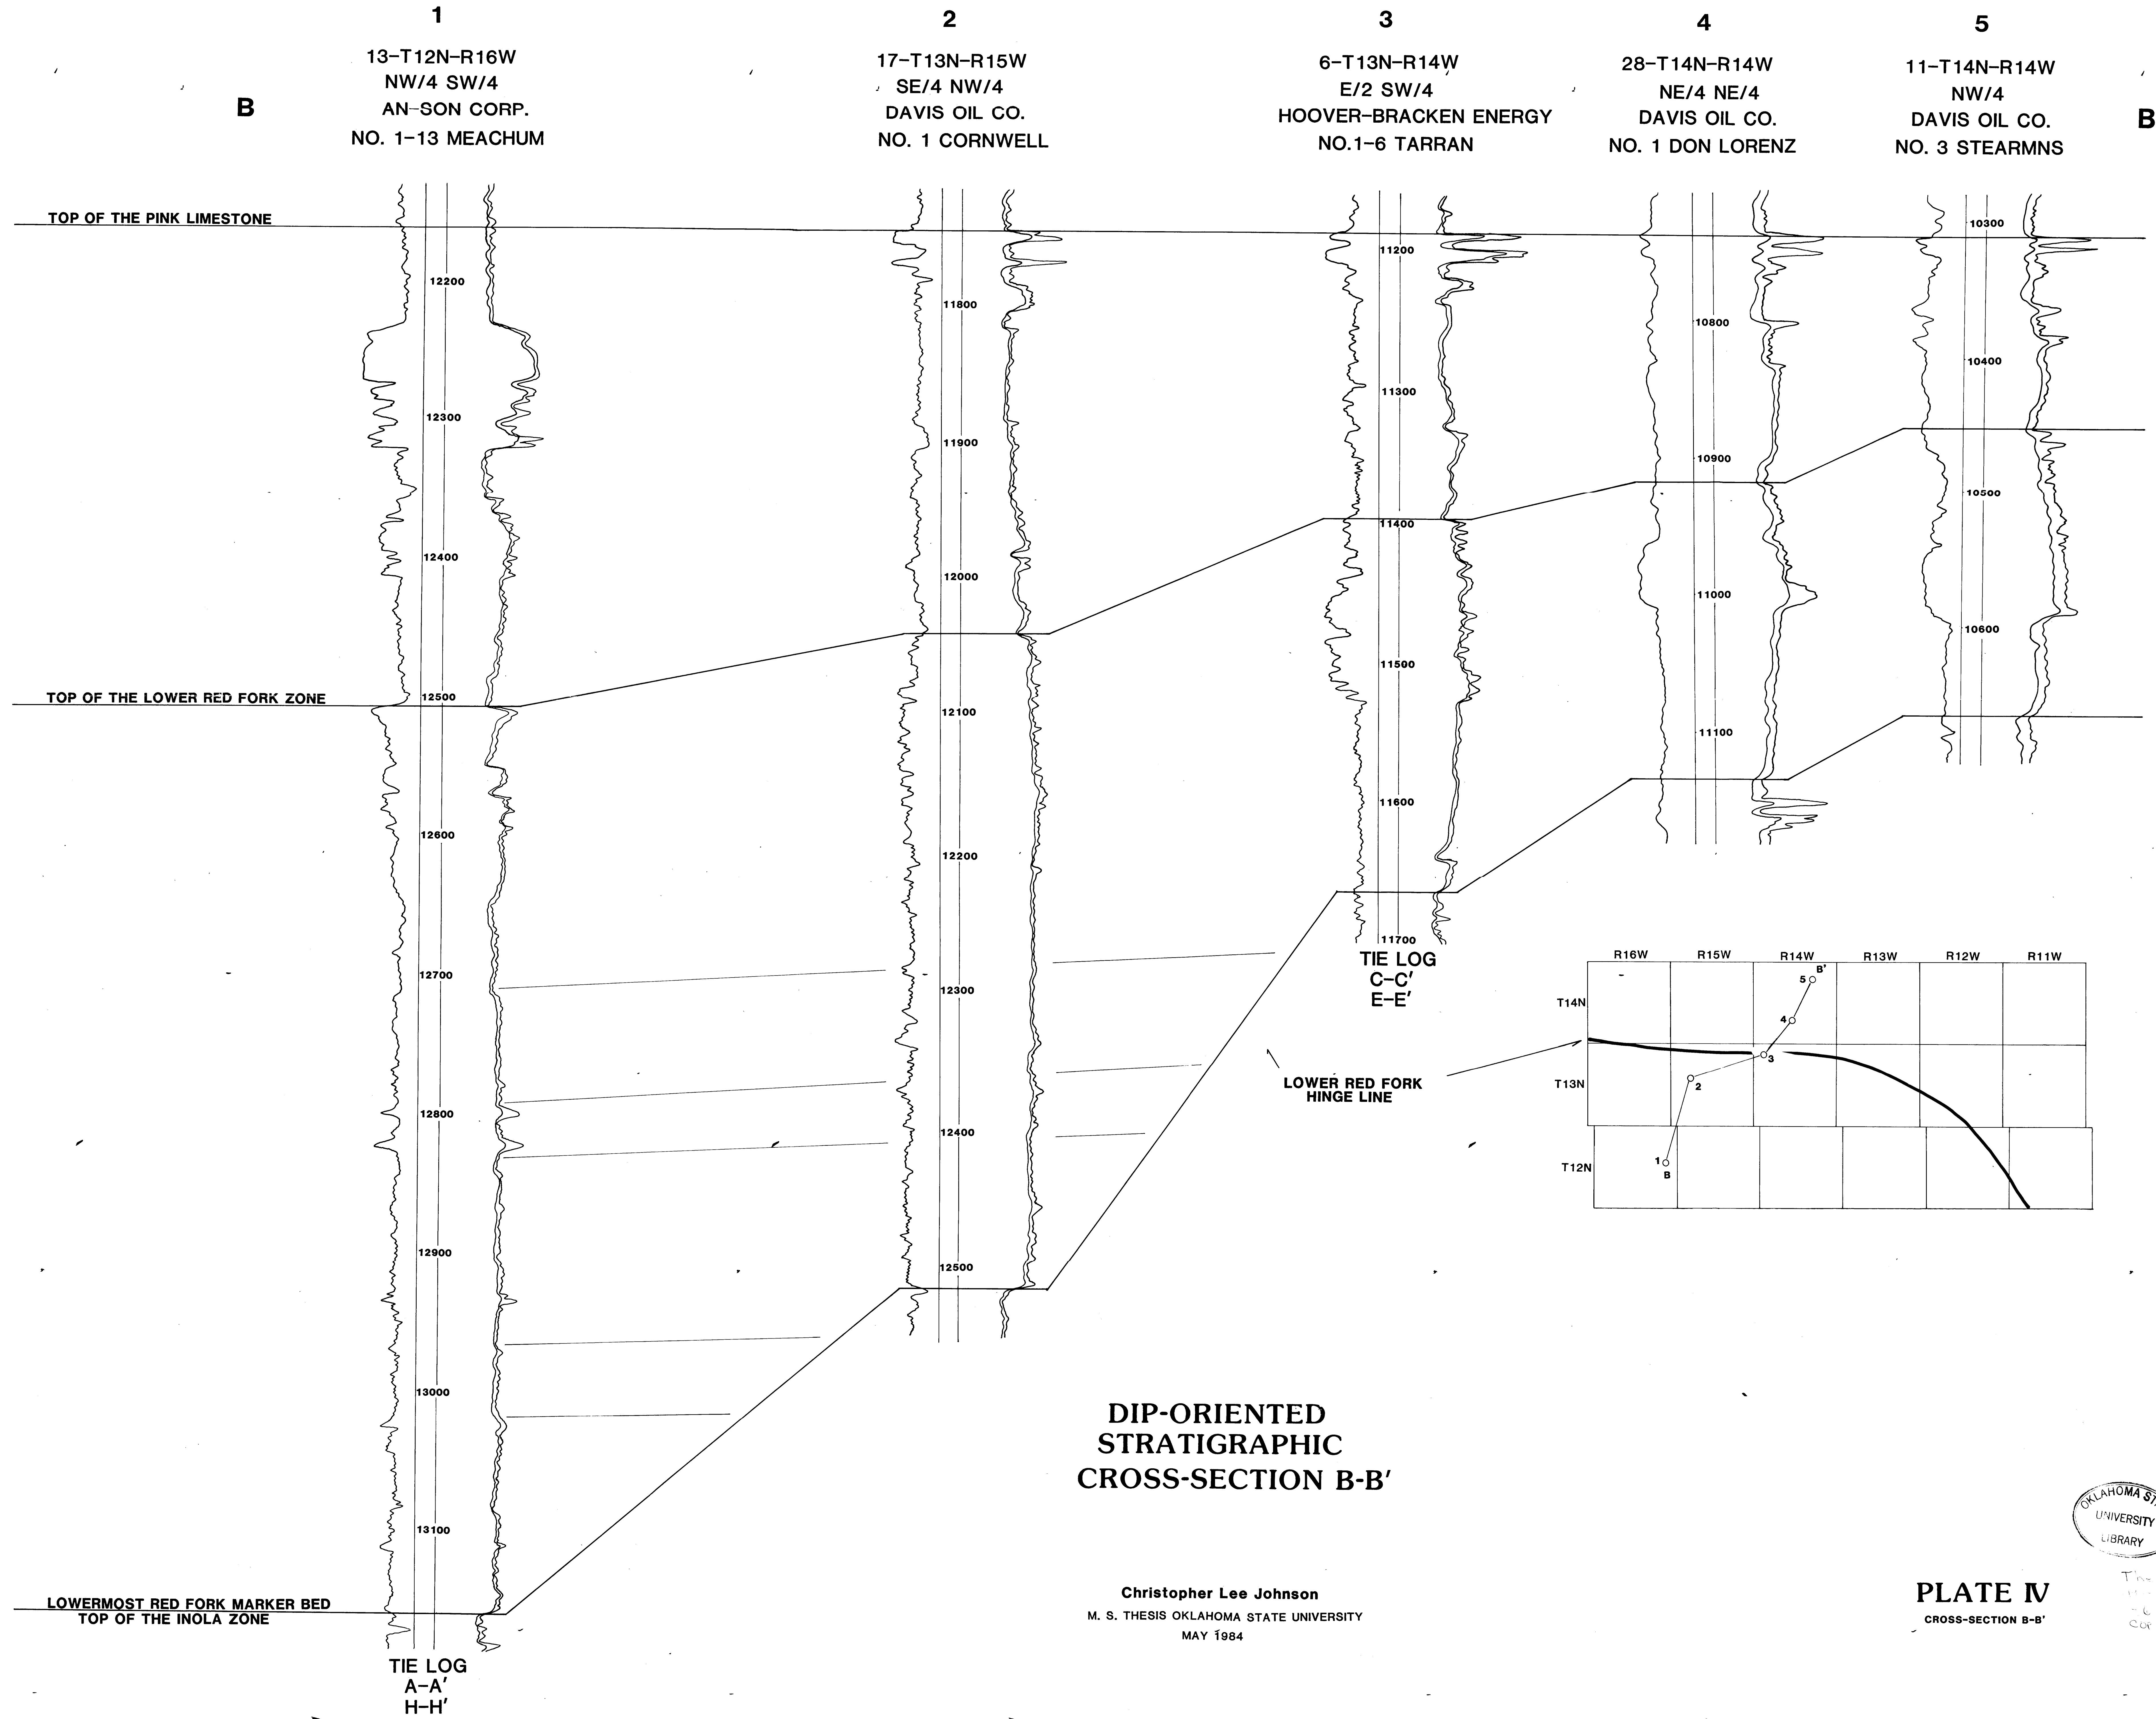 1
13-T12N-R16W
NW/4 SW/4
AN-SON CORP.
NO. 1-13 MEACHUM
2
17-T13N-R15W
SE/4 NW/4
DAVIS OIL CO.
NO. 1 CORNWELL
3
6-T13N-R14W
E/2 SW/4
HOOVER-BRACKEN ENERGY
NO.1-6 TARRAN
4
28-T14N-R14W
NE/4 NE/4
DAVIS OIL CO.
NO. 1 DON LORENZ
5
11-T14N-R14W
NW/4
DAVIS OIL CO.
NO. 3 STEARMNS
B
B
TOP OF THE PINK LIMESTONE
TOP OF THE LOWER RED FORK ZONE
LOWERMOST RED FORK MARKER BED
TOP OF THE INOLA ZONE
12200
12300
12400
12500
12600
12700
12800
12900
13000
13100
TIE LOG
A-A'
H-H'
11800
11900
12000
12100
12200
12300
12400
12500
11200
11300
11400
11500
11600
11700
TIE LOG
C-C'
E-E'
10800
10900
11000
11100
10300
10400
10500
10600
R16W R15W R14W R13W R12W R11W
T14N
T13N
T12N
B'
5
4
3
2
1
B
LOWER RED FORK
HINGE LINE
DIP-ORIENTED
STRATIGRAPHIC
CROSS-SECTION B-B'
Christopher Lee Johnson
M. S. THESIS OKLAHOMA STATE UNIVERSITY
MAY 1984
PLATE IV
CROSS-SECTION B-B'
OKLAHOMA ST
UNIVERSITY
LIBRARY